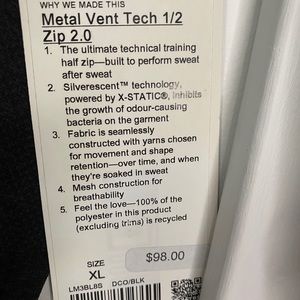 WHY WE MADE THIS
Metal Vent Tech 1/2
Zip 2.0
1. The ultimate technical training
half zip—built to perform sweat
after sweat
2. Silverescent™ technology,
powered by X-STATIC®, inhibits
the growth of odour-causing
bacteria on the garment
3. Fabric is seamlessly
constructed with yarns chosen
for movement and shape
retention—over time, and when
they're soaked in sweat
4. Mesh construction for
breathability
5. Feel the love—100% of the
polyester in this product
(excluding trims) is recycled
SIZE
XL
$98.00
LM3BL8S DCO/BLK